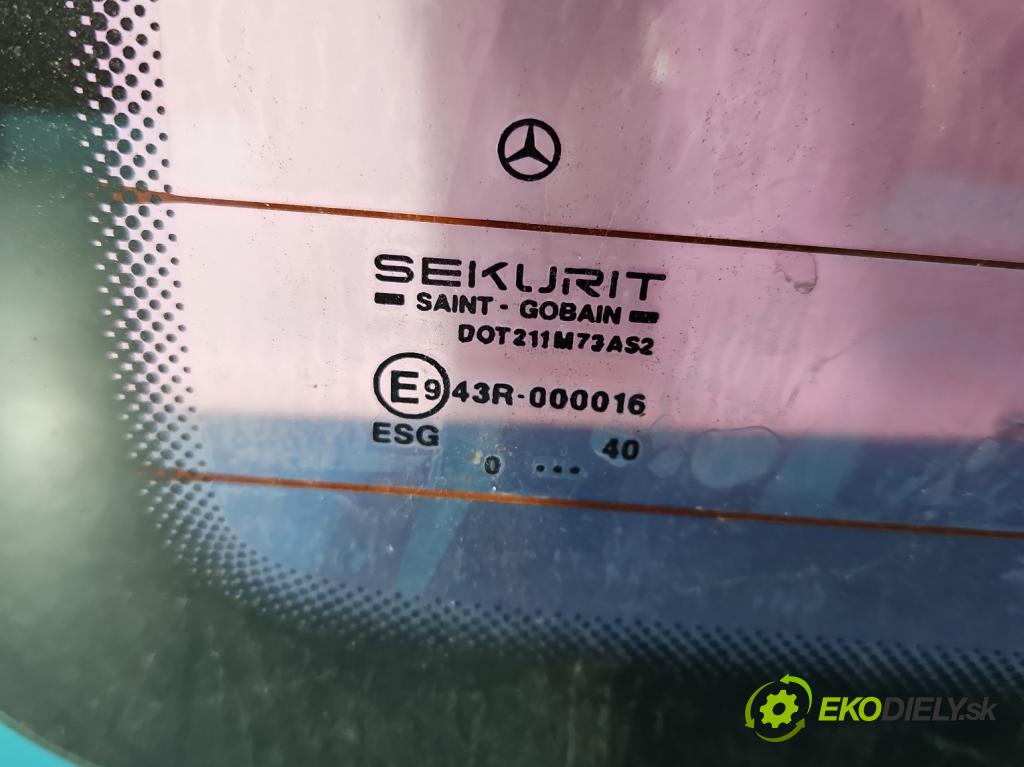 SEKURIT
SAINT - GOBAIN
DOT211M73AS2
E9 43R-000016
ESG 40
0 ...
EKODIELY.sk